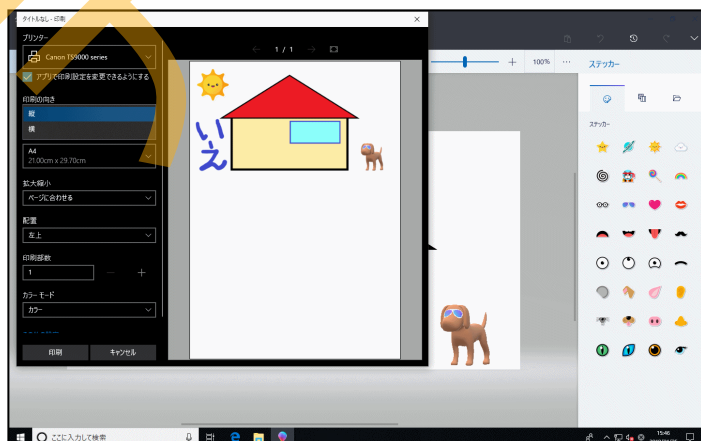 タイトルなし - 印刷
プリンター
Canon TS9000 series
アプリで印刷設定を変更できるようにする
印刷の向き
縦
横
A4
21.00cm x 29.70cm
拡大縮小
ページに合わせる
配置
左上
印刷部数
1
カラー モード
カラー
印刷
キャンセル
1 / 1
いえ
100%
ステッカー
ステッカー
ここに入力して検索
15:46